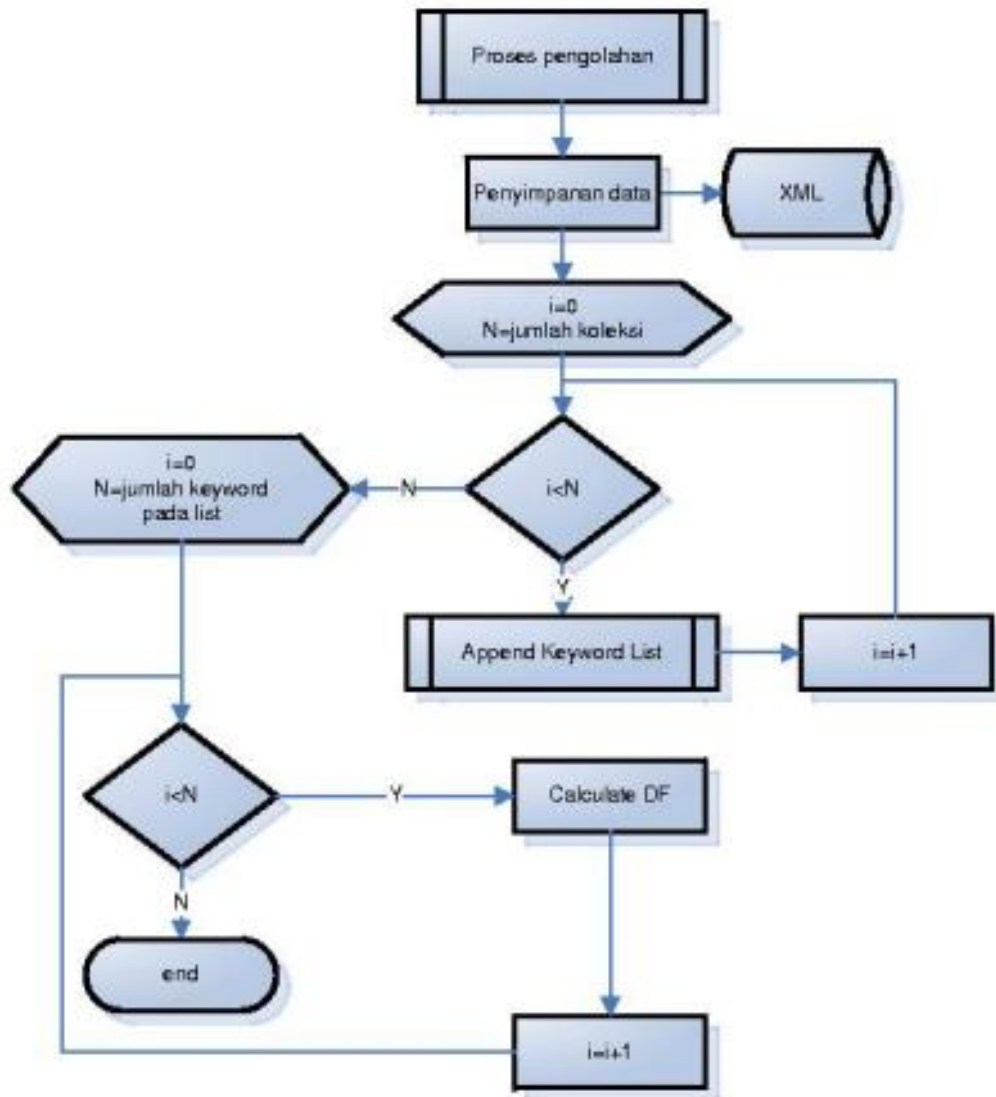 Proses pengolahan
Penyimpanan data
XML
i=0
N=jumlah koleksi
i<N
N
Y
i=0
N=jumlah keyword
pada list
Append Keyword List
i=i+1
i<N
Y
N
Calculate DF
end
i=i+1